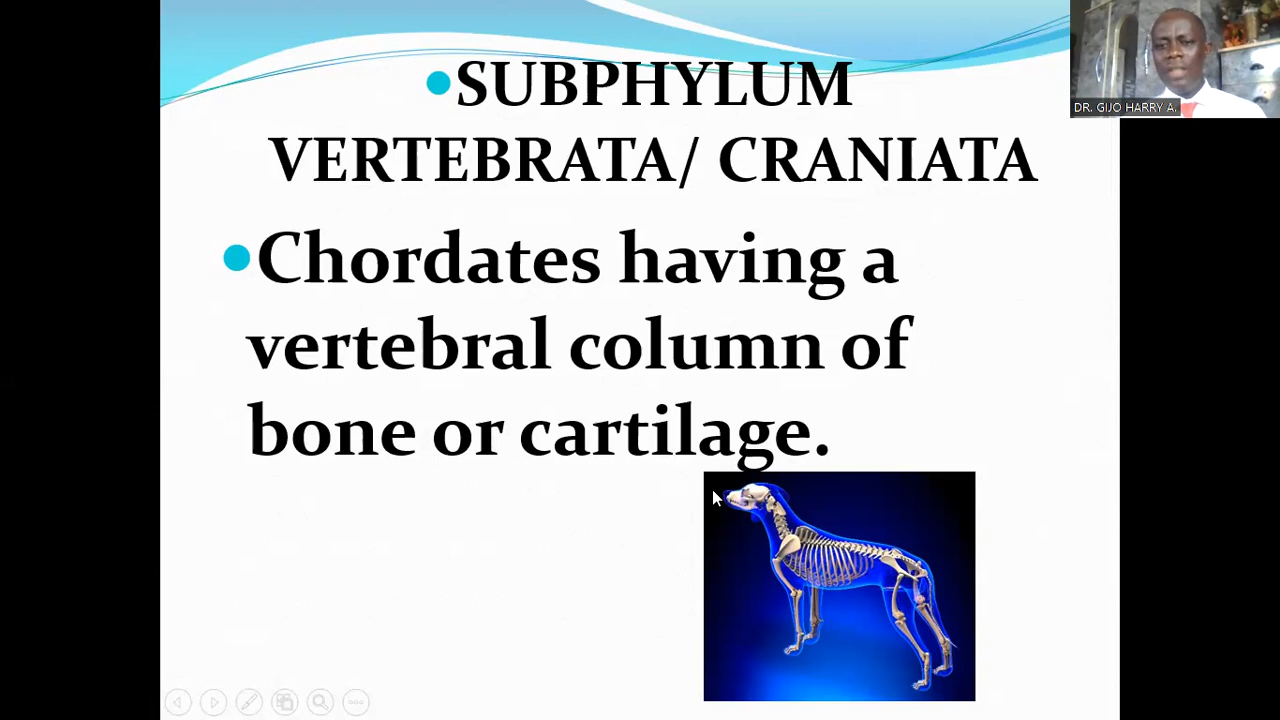 •SUBPHYLUM
VERTEBRATA/ CRANIATA
•Chordates having a
vertebral column of
bone or cartilage.
DR. GIJO HARRY A.